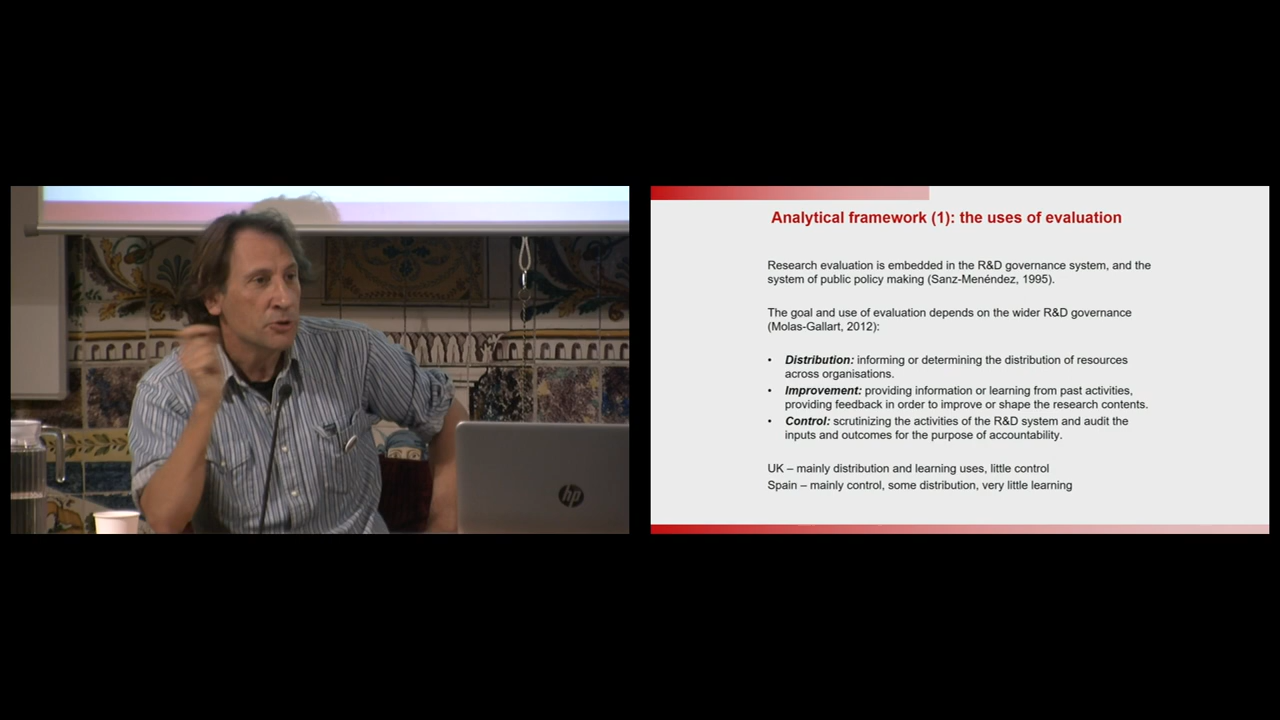 hp
Analytical framework (1): the uses of evaluation
Research evaluation is embedded in the R&D governance system, and the
system of public policy making (Sanz-Menéndez, 1995).
The goal and use of evaluation depends on the wider R&D governance
(Molas-Gallart, 2012):
• Distribution: informing or determining the distribution of resources
across organisations.
• Improvement: providing information or learning from past activities,
providing feedback in order to improve or shape the research contents.
• Control: scrutinizing the activities of the R&D system and audit the
inputs and outcomes for the purpose of accountability.
UK – mainly distribution and learning uses, little control
Spain – mainly control, some distribution, very little learning